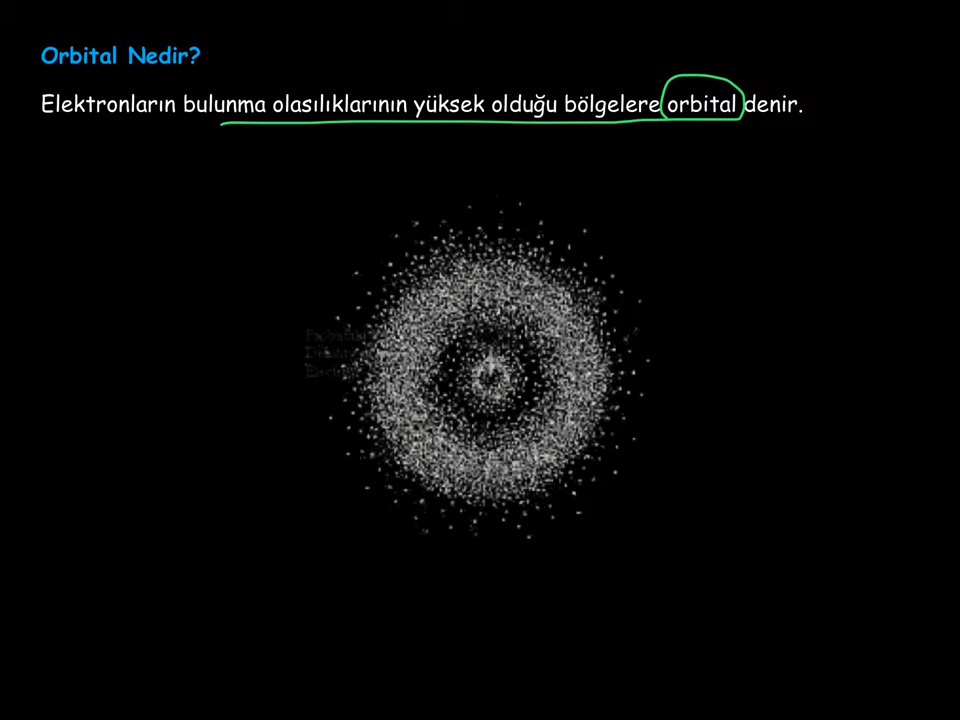 Orbital Nedir?
Elektronların bulunma olasılıklarının yüksek olduğu bölgelere orbital denir.